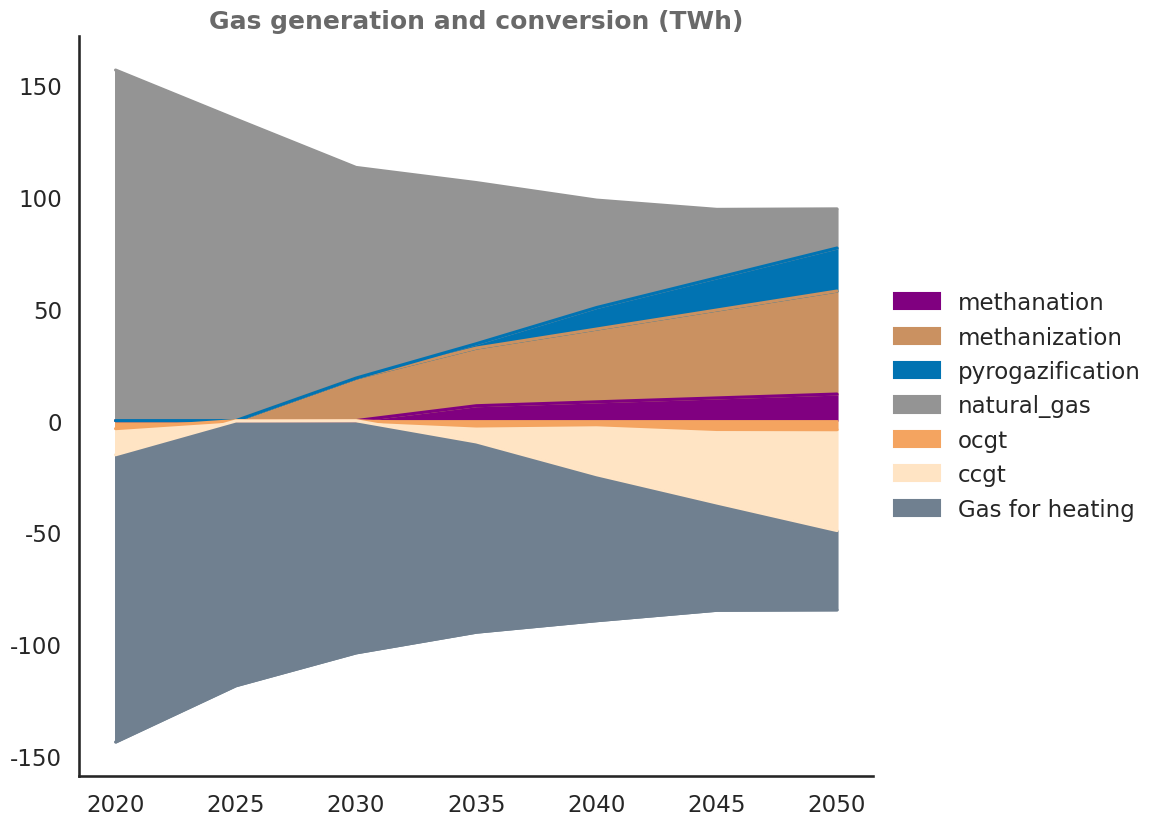 Gas generation and conversion (TWh)
150
100
50
0
-50
-100
-150
2020 2025 2030 2035 2040 2045 2050
methanation
methanization
pyrogazification
natural_gas
ocgt
ccgt
Gas for heating